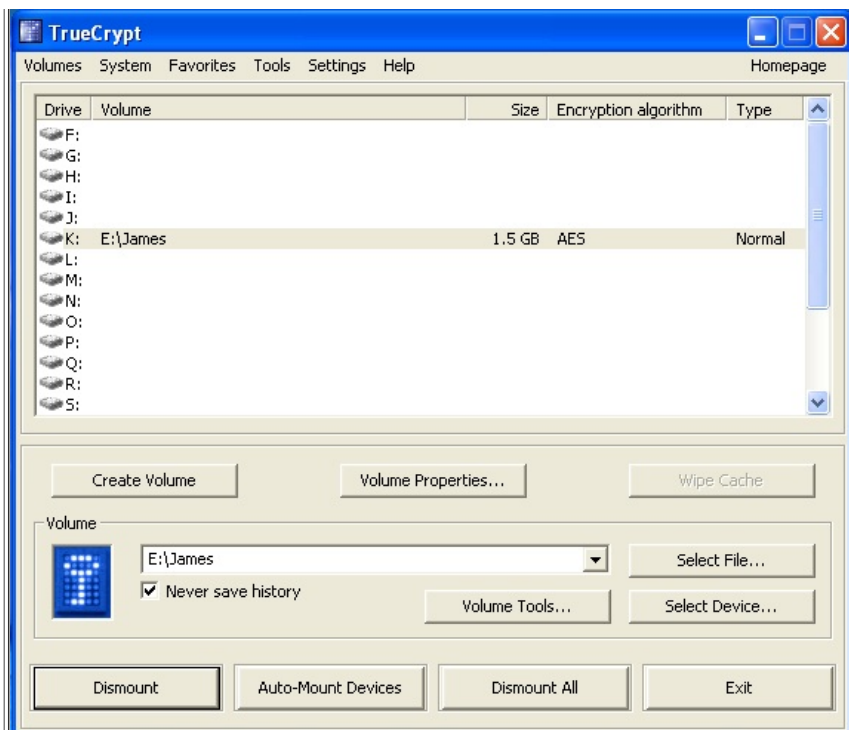 TrueCrypt
Volumes System Favorites Tools Settings Help Homepage
Drive Volume Size Encryption algorithm Type
F:
G:
H:
I:
J:
K: E:\James 1.5 GB AES Normal
L:
M:
N:
O:
P:
Q:
R:
S:
Create Volume Volume Properties... Wipe Cache
Volume
E:\James Select File...
Never save history
Volume Tools... Select Device...
Dismount Auto-Mount Devices Dismount All Exit